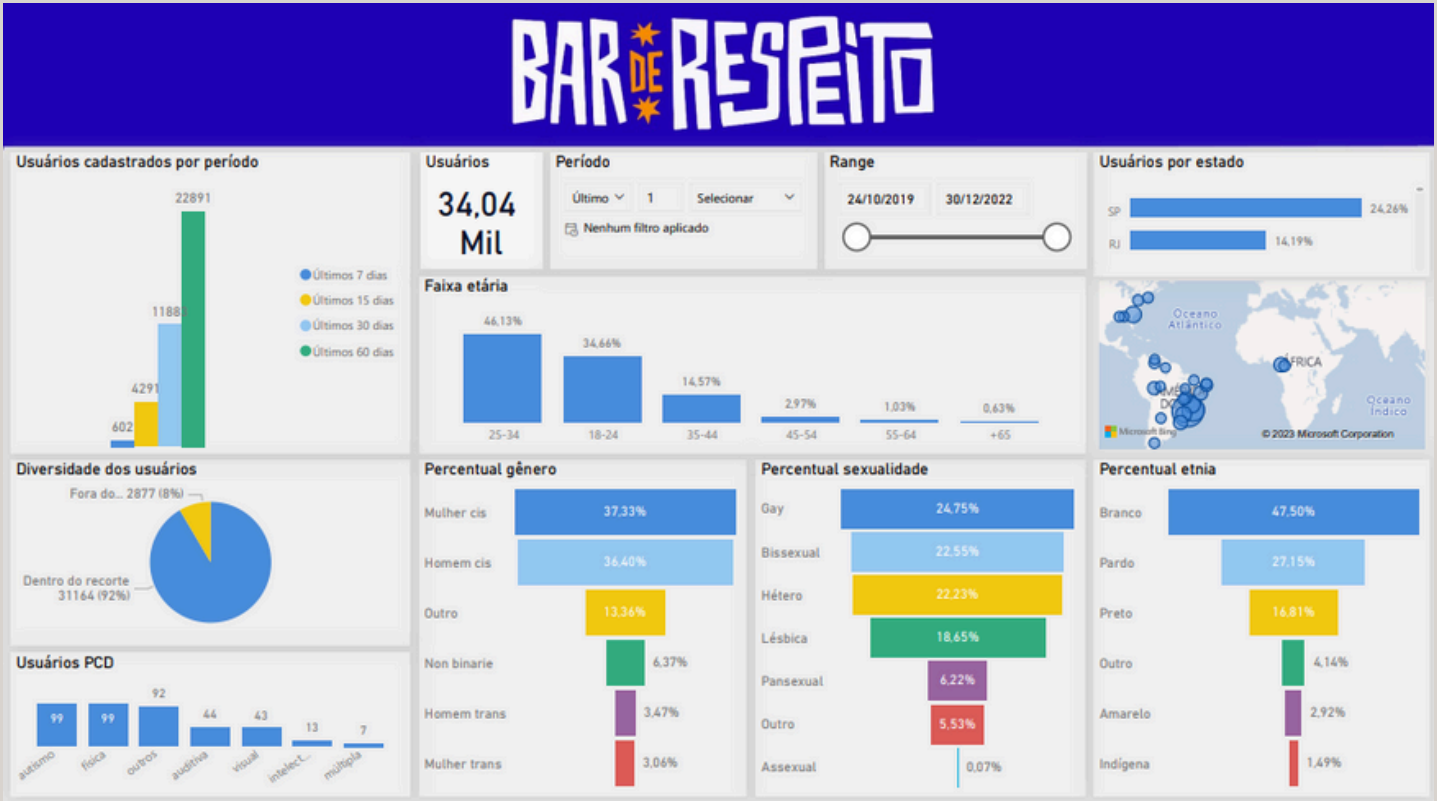 BAR DE RESPEITO
Usuários cadastrados por período
22891
11883
4291
602
Últimos 7 dias
Últimos 15 dias
Últimos 30 dias
Últimos 60 dias
Usuários
34,04
Mil
Período
Último 1 Selecionar
Nenhum filtro aplicado
Range
24/10/2019 30/12/2022
Usuários por estado
SP 24,26%
RJ 14,19%
Faixa etária
46,13% 34,66% 14,57% 2,97% 1,03% 0,63%
25-34 18-24 35-44 45-54 55-64 +65
Oceano
Atlântico
ÁFRICA
DO
Oceano
Índico
Microsoft Bing
© 2023 Microsoft Corporation
Diversidade dos usuários
Fora do... 2877 (8%)
Dentro do recorte
31164 (92%)
Usuários PCD
99 99 92 44 43 13 7
autismo física outros auditiva visual intelect... múltipla
Percentual gênero
Mulher cis 37,33%
Homem cis 36,40%
Outro 13,36%
Non binarie 6,37%
Homem trans 3,47%
Mulher trans 3,06%
Percentual sexualidade
Gay 24,75%
Bissexual 22,55%
Hétero 22,23%
Lésbica 18,65%
Pansexual 6,22%
Outro 5,53%
Assexual 0,07%
Percentual etnia
Branco 47,50%
Pardo 27,15%
Preto 16,81%
Outro 4,14%
Amarelo 2,92%
Indígena 1,49%